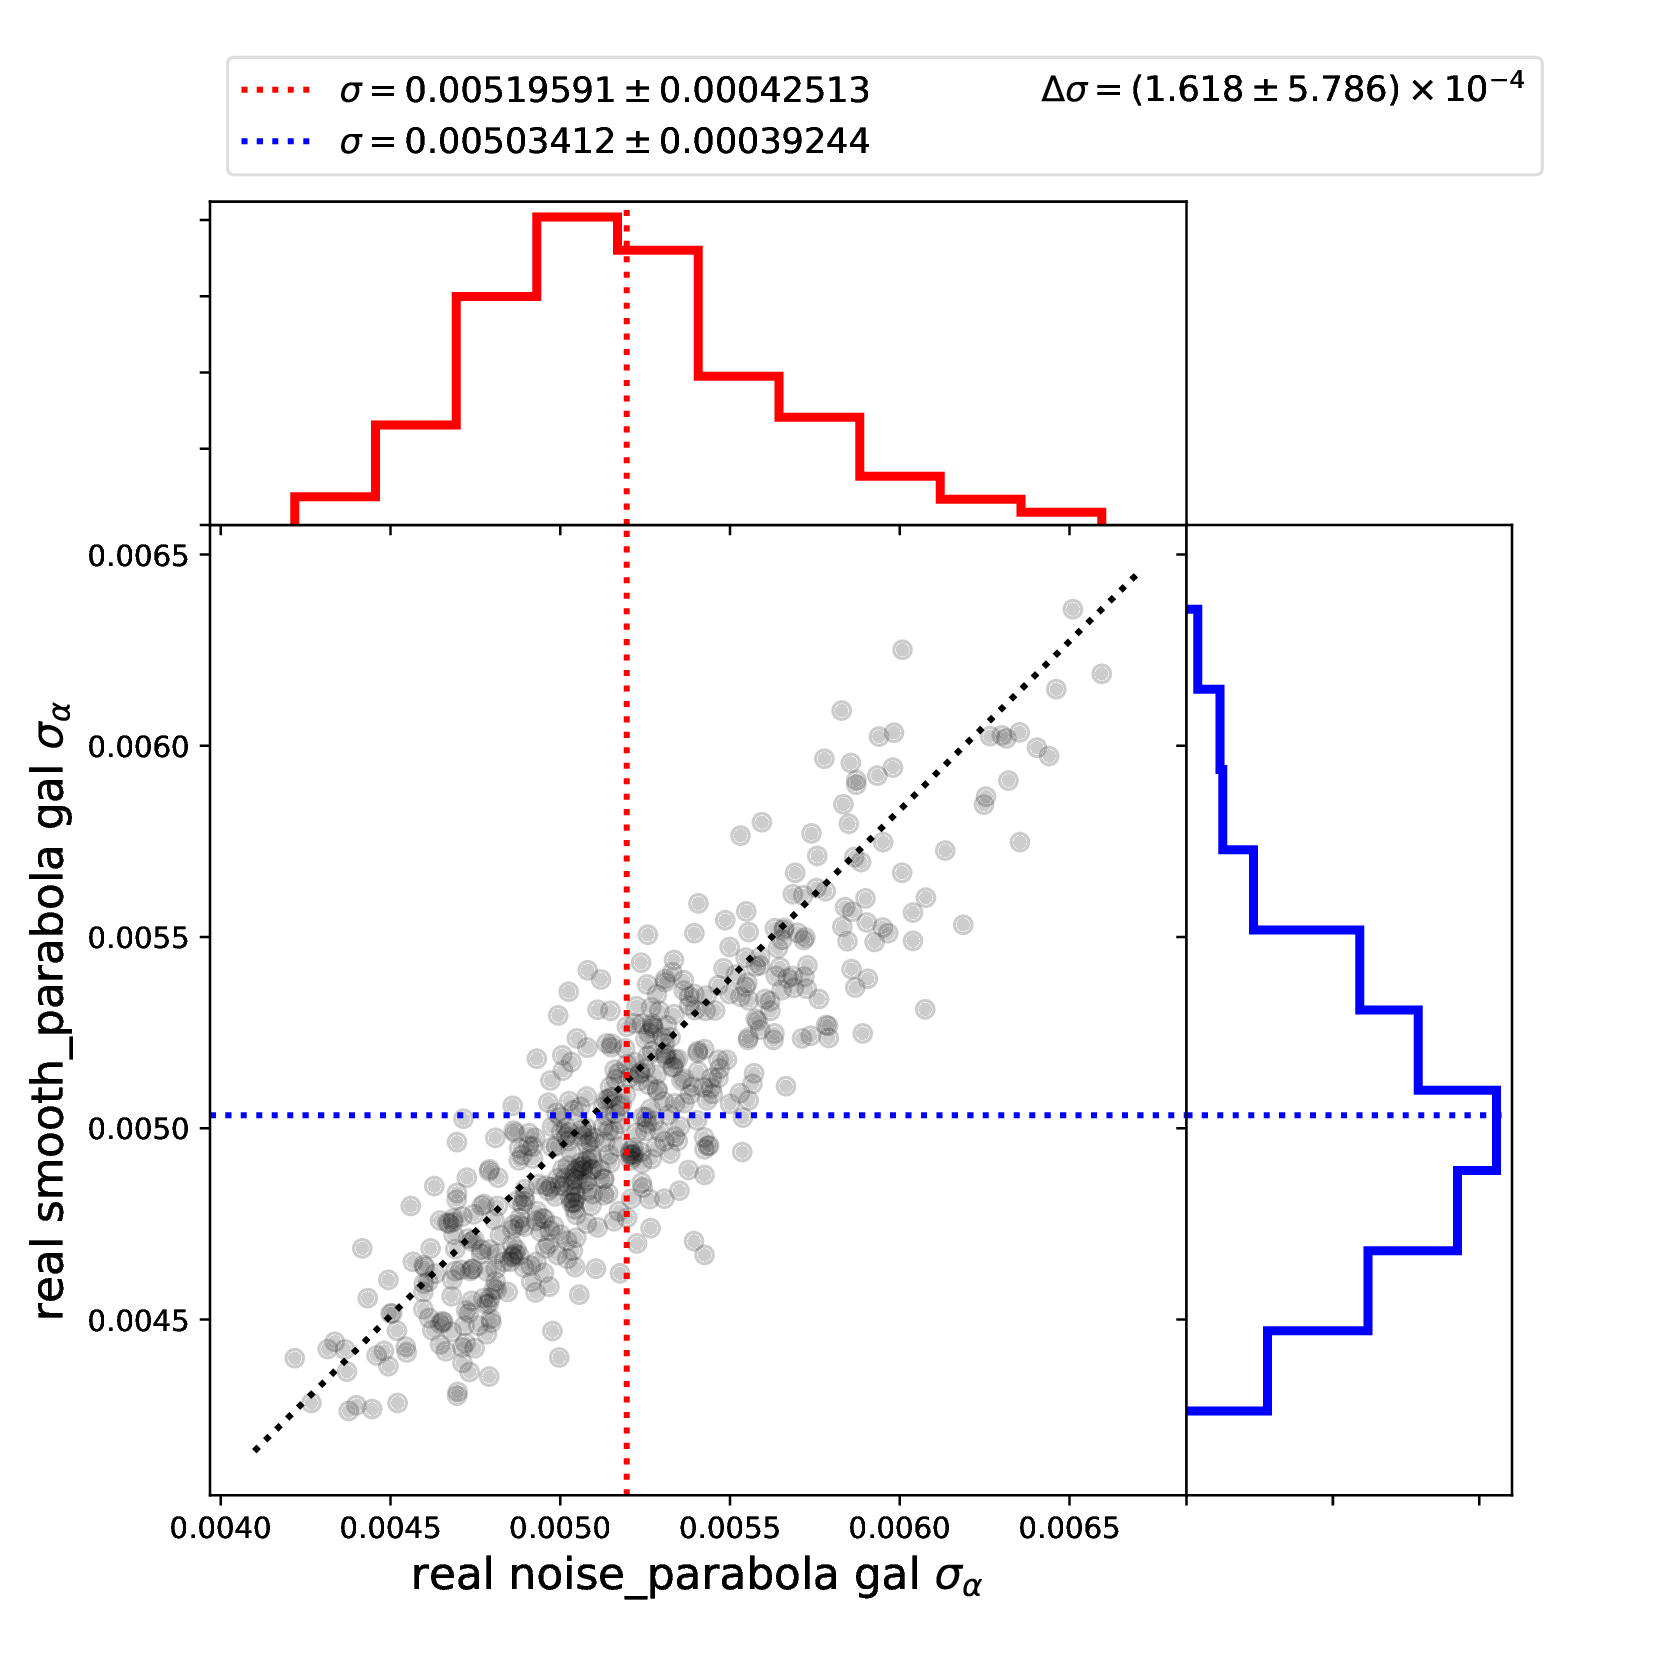 σ = 0.00519591 ± 0.00042513
σ = 0.00503412 ± 0.00039244
Δσ = (1.618 ± 5.786) × 10⁻⁴
0.0065
0.0060
0.0055
0.0050
0.0045
real smooth_parabola gal σ_α
0.0040 0.0045 0.0050 0.0055 0.0060 0.0065
real noise_parabola gal σ_α